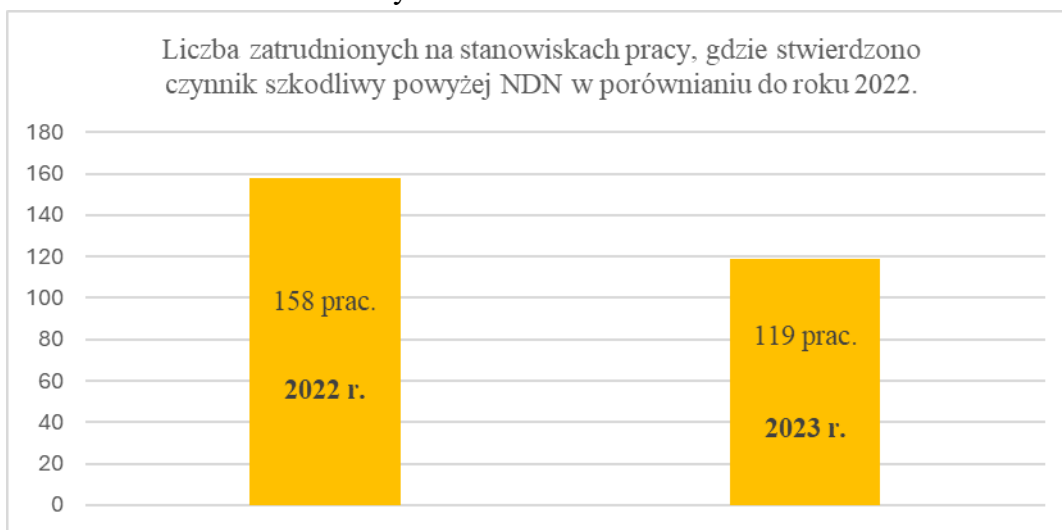 Liczba zatrudnionych na stanowiskach pracy, gdzie stwierdzono
czynnik szkodliwy powyżej NDN w porównianiu do roku 2022.
180
160
140
120
100
80
60
40
20
0
158 prac.
2022 r.
119 prac.
2023 r.